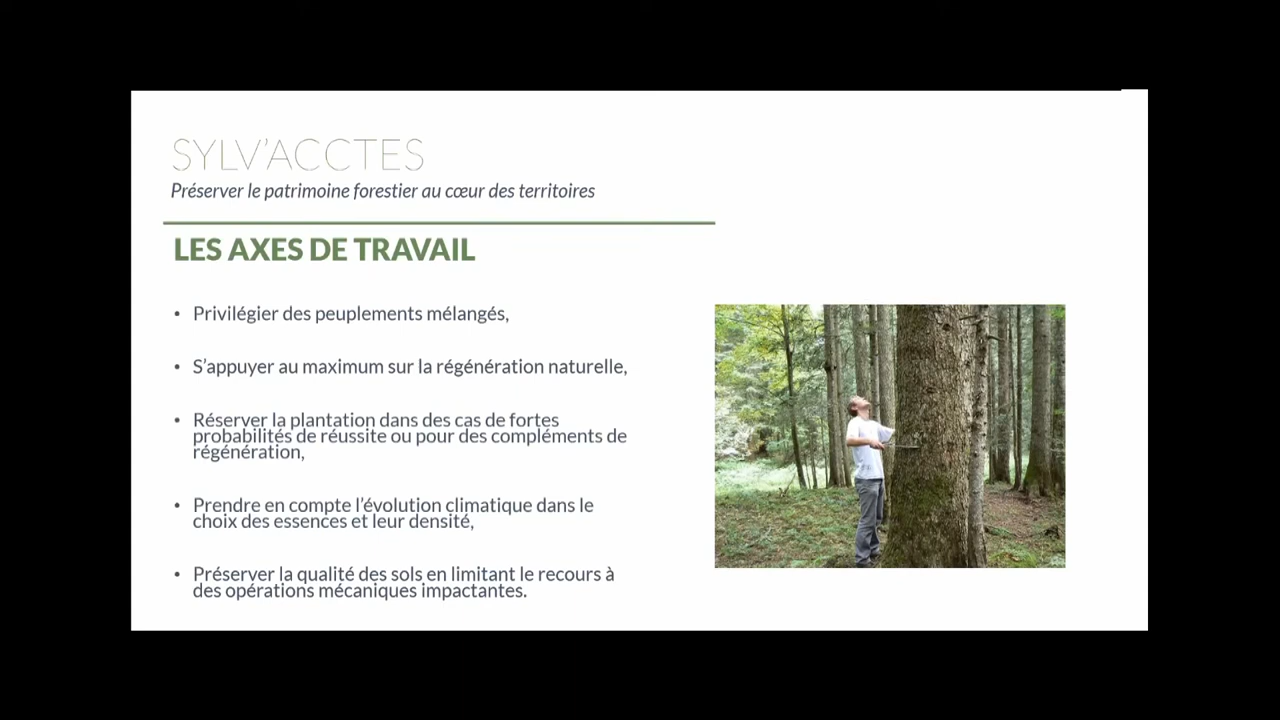 SYLV'ACCTES
Préserver le patrimoine forestier au cœur des territoires
LES AXES DE TRAVAIL
• Privilégier des peuplements mélangés,
• S'appuyer au maximum sur la régénération naturelle,
• Réserver la plantation dans des cas de fortes
probabilités de réussite ou pour des compléments de
régénération,
• Prendre en compte l'évolution climatique dans le
choix des essences et leur densité,
• Préserver la qualité des sols en limitant le recours à
des opérations mécaniques impactantes.